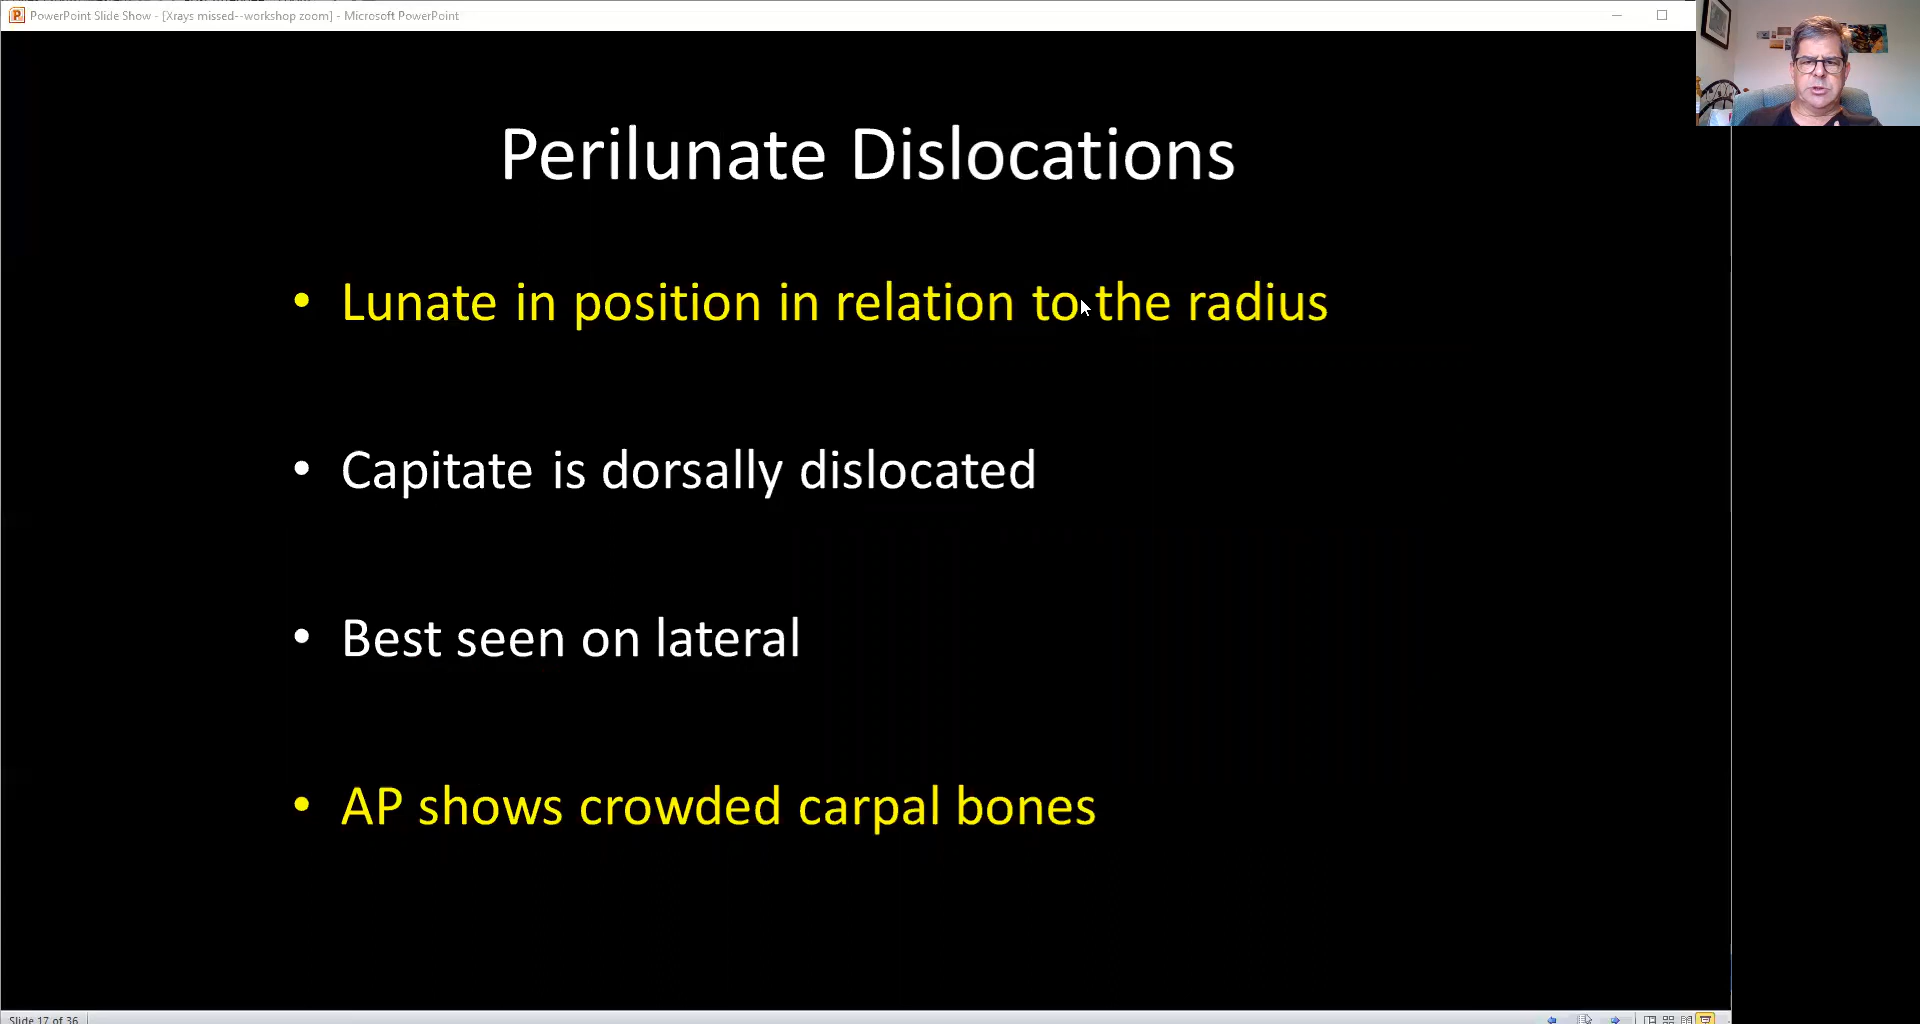 PowerPoint Slide Show - [Xrays missed--workshop zoom] - Microsoft PowerPoint
Perilunate Dislocations
• Lunate in position in relation to the radius
• Capitate is dorsally dislocated
• Best seen on lateral
• AP shows crowded carpal bones
Slide 17 of 36